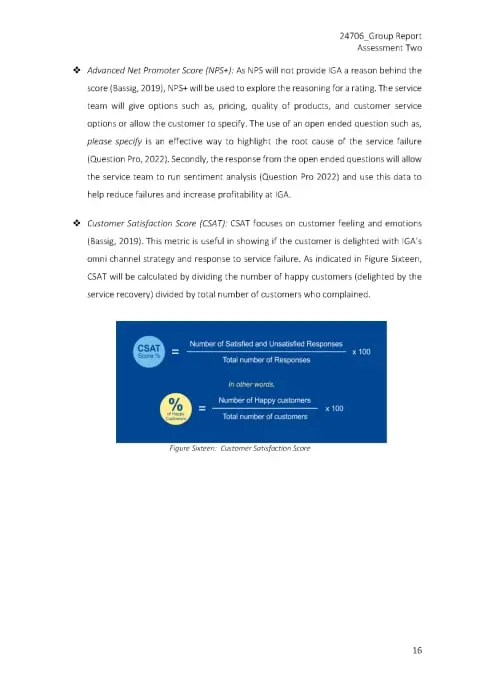 24706_Group Report
Assessment Two
❖ Advanced Net Promoter Score (NPS+): As NPS will not provide IGA a reason behind the
score (Bassig, 2019), NPS+ will be used to explore the reasoning for a rating. The service
team will give options such as, pricing, quality of products, and customer service
options or allow the customer to specify. The use of an open ended question such as,
please specify is an effective way to highlight the root cause of the service failure
(Question Pro, 2022). Secondly, the response from the open ended questions will allow
the service team to run sentiment analysis (Question Pro 2022) and use this data to
help reduce failures and increase profitability at IGA.
❖ Customer Satisfaction Score (CSAT): CSAT focuses on customer feeling and emotions
(Bassig, 2019). This metric is useful in showing if the customer is delighted with IGA's
omni channel strategy and response to service failure. As indicated in Figure Sixteen,
CSAT will be calculated by dividing the number of happy customers (delighted by the
service recovery) divided by total number of customers who complained.
CSAT
Score %
=
Number of Satisfied and Unsatisfied Responses
Total number of Responses
x 100
In other words,
%
of Happy
Customers
=
Number of Happy customers
Total number of customers
x 100
Figure Sixteen: Customer Satisfaction Score
16